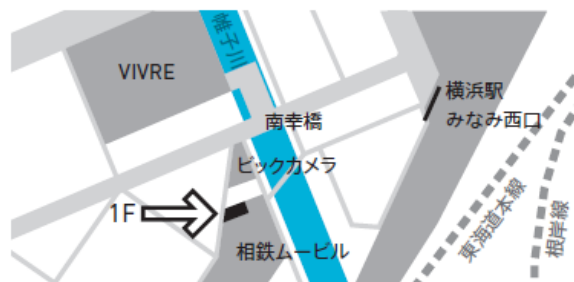 帷子川
VIVRE
横浜駅
みなみ西口
南幸橋
ビックカメラ
1F
相鉄ムービル
東海道本線
根岸線